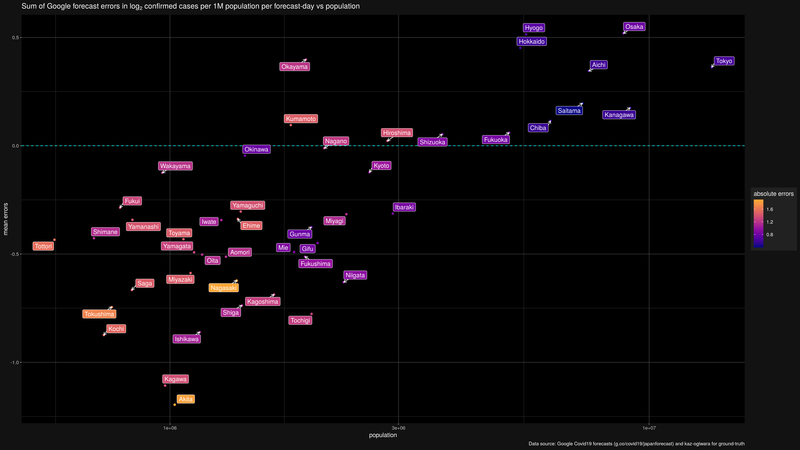 Sum of Google forecast errors in log₂ confirmed cases per 1M population per forecast-day vs population
Hyogo
Osaka
0.5
Hokkaido
Okayama
Aichi
Tokyo
Saitama
Kanagawa
Kumamoto
Chiba
Hiroshima
Nagano
Shizuoka
Fukuoka
0.0
Okinawa
Wakayama
Kyoto
absolute errors
1.6
1.2
0.8
Fukui
Yamaguchi
Ibaraki
mean errors
Iwate
Miyagi
Yamanashi
Ehime
Shimane
Toyama
Gunma
Tottori
Yamagata
Mie
Gifu
Aomori
-0.5
Oita
Fukushima
Miyazaki
Niigata
Saga
Nagasaki
Kagoshima
Tokushima
Shiga
Tochigi
Kochi
Ishikawa
-1.0
Kagawa
Akita
1e+06
3e+06
1e+07
population
Data source: Google Covid19 forecasts (g.co/covid19/japanforecast) and kaz-ogiwara for ground-truth